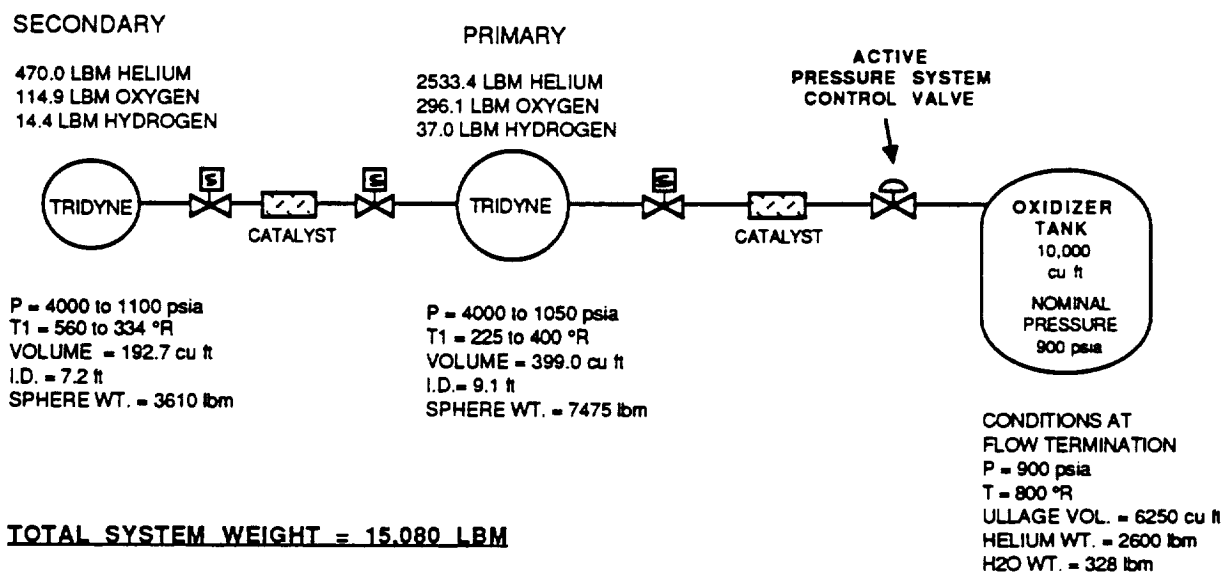 SECONDARY
470.0 LBM HELIUM
114.9 LBM OXYGEN
14.4 LBM HYDROGEN
PRIMARY
2533.4 LBM HELIUM
296.1 LBM OXYGEN
37.0 LBM HYDROGEN
ACTIVE
PRESSURE SYSTEM
CONTROL VALVE
TRIDYNE
S
CATALYST
S
TRIDYNE
S
CATALYST
OXIDIZER
TANK
10,000
cu ft
NOMINAL
PRESSURE
900 psia
P = 4000 to 1100 psia
T1 = 560 to 334 °R
VOLUME = 192.7 cu ft
I.D. = 7.2 ft
SPHERE WT. = 3610 lbm
P = 4000 to 1050 psia
T1 = 225 to 400 °R
VOLUME = 399.0 cu ft
I.D.= 9.1 ft
SPHERE WT. = 7475 lbm
CONDITIONS AT
FLOW TERMINATION
P = 900 psia
T = 800 °R
ULLAGE VOL. = 6250 cu ft
HELIUM WT. = 2600 lbm
H2O WT. = 328 lbm
TOTAL SYSTEM WEIGHT = 15,080 LBM